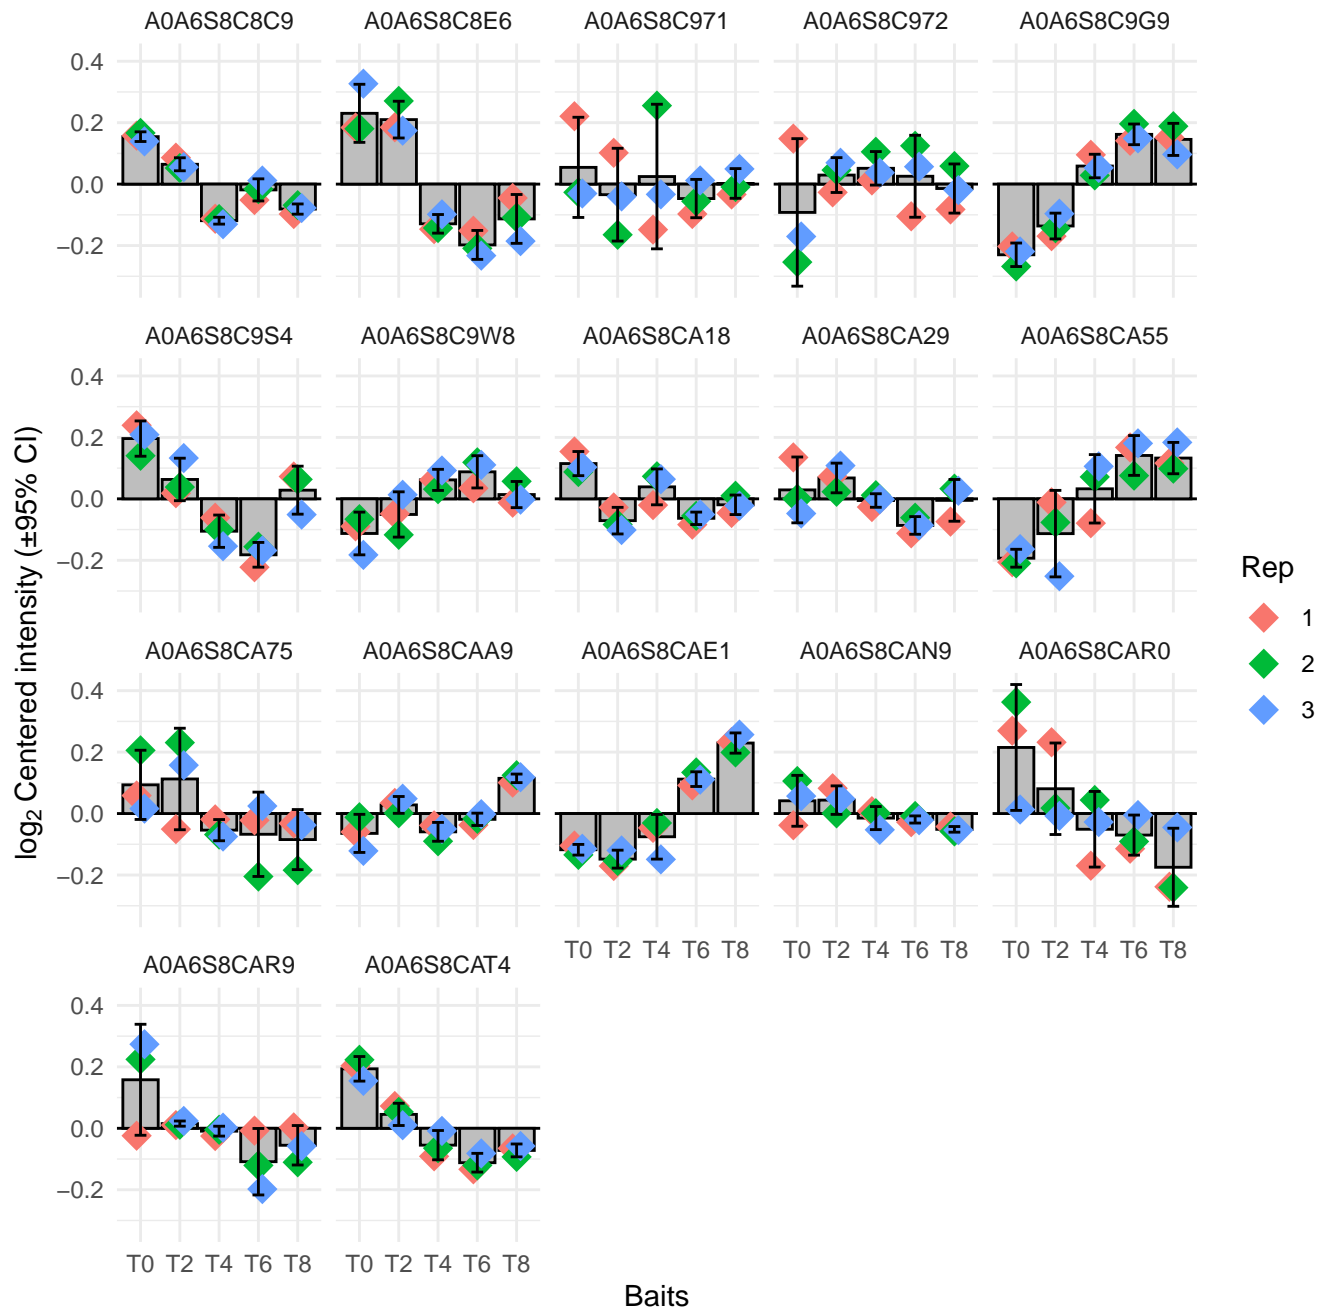 A0A6S8C8C9 A0A6S8C8E6 A0A6S8C971 A0A6S8C972 A0A6S8C9G9
0.4
0.2
0.0
−0.2
A0A6S8C9S4 A0A6S8C9W8 A0A6S8CA18 A0A6S8CA29 A0A6S8CA55
0.4
0.2
0.0
−0.2
A0A6S8CA75 A0A6S8CAA9 A0A6S8CAE1 A0A6S8CAN9 A0A6S8CAR0
0.4
0.2
0.0
−0.2
T0 T2 T4 T6 T8 T0 T2 T4 T6 T8 T0 T2 T4 T6 T8
A0A6S8CAR9 A0A6S8CAT4
0.4
0.2
0.0
−0.2
T0 T2 T4 T6 T8 T0 T2 T4 T6 T8
Baits
log2 Centered intensity (±95% CI)
Rep
1
2
3